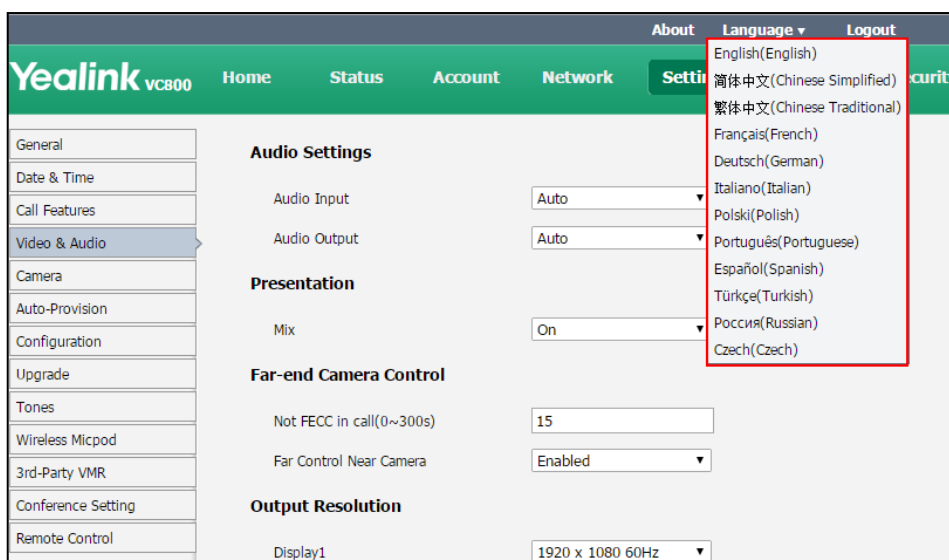 About Language ▾ Logout
Yealink VC800 Home Status Account Network
English(English)
简体中文(Chinese Simplified)
繁体中文(Chinese Traditional)
Français(French)
Deutsch(German)
Italiano(Italian)
Polski(Polish)
Português(Portuguese)
Español(Spanish)
Türkçe(Turkish)
Россия(Russian)
Czech(Czech)
General
Date & Time
Call Features
Video & Audio
Camera
Auto-Provision
Configuration
Upgrade
Tones
Wireless Micpod
3rd-Party VMR
Conference Setting
Remote Control
Audio Settings
Audio Input Auto
Audio Output Auto
Presentation
Mix On
Far-end Camera Control
Not FECC in call(0~300s) 15
Far Control Near Camera Enabled
Output Resolution
Display1 1920 x 1080 60Hz